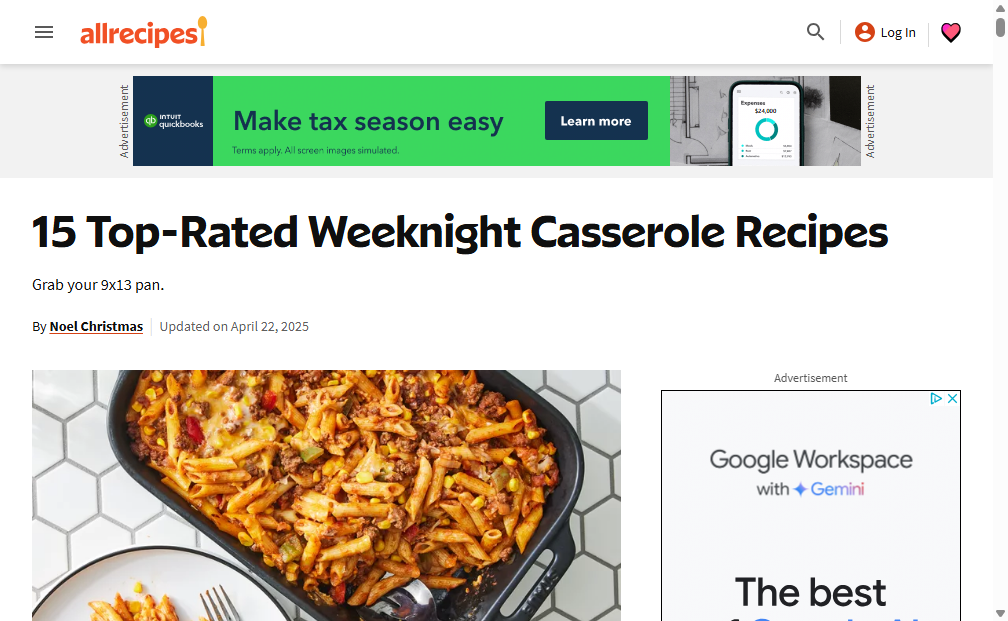 allrecipes
Log In
Advertisement
INTUIT
quickbooks
qb
Make tax season easy
Terms apply. All screen images simulated.
Learn more
Expenses
$24,000
Advertisement
15 Top-Rated Weeknight Casserole Recipes
Grab your 9x13 pan.
By Noel Christmas
Updated on April 22, 2025
Advertisement
Google Workspace
with Gemini
The best